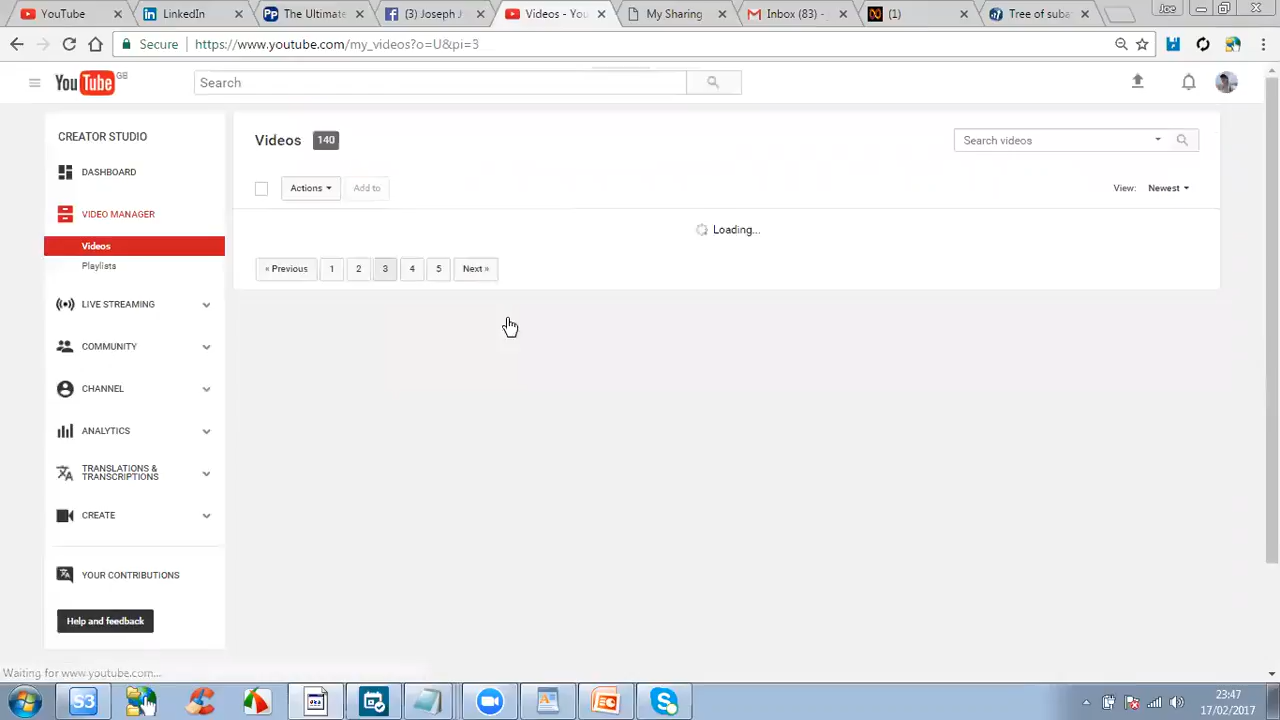 YouTube
LinkedIn
The Ultimate
(3) Joseph J
Videos - You
My Sharing
Inbox (83) -
(1)
Tree of suba
Joe
Secure
https://www.youtube.com/my_videos?o=U&pi=3
YouTube GB
Search
CREATOR STUDIO
Videos 140
Search videos
DASHBOARD
Actions
Add to
View: Newest
VIDEO MANAGER
Loading...
Videos
Playlists
« Previous 1 2 3 4 5 Next »
LIVE STREAMING
COMMUNITY
CHANNEL
ANALYTICS
TRANSLATIONS &
TRANSCRIPTIONS
CREATE
YOUR CONTRIBUTIONS
Help and feedback
Waiting for www.youtube.com...
S3
23:47
17/02/2017